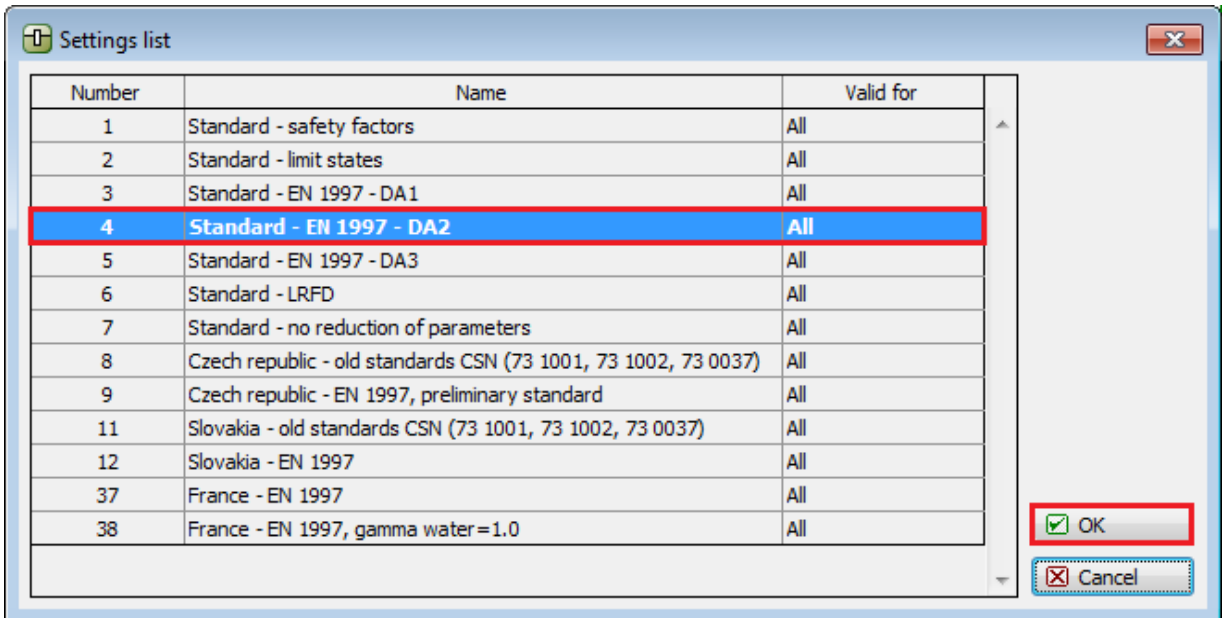 Settings list
Number Name Valid for
1 Standard - safety factors All
2 Standard - limit states All
3 Standard - EN 1997 - DA1 All
4 Standard - EN 1997 - DA2 All
5 Standard - EN 1997 - DA3 All
6 Standard - LRFD All
7 Standard - no reduction of parameters All
8 Czech republic - old standards CSN (73 1001, 73 1002, 73 0037) All
9 Czech republic - EN 1997, preliminary standard All
11 Slovakia - old standards CSN (73 1001, 73 1002, 73 0037) All
12 Slovakia - EN 1997 All
37 France - EN 1997 All
38 France - EN 1997, gamma water=1.0 All
OK
Cancel